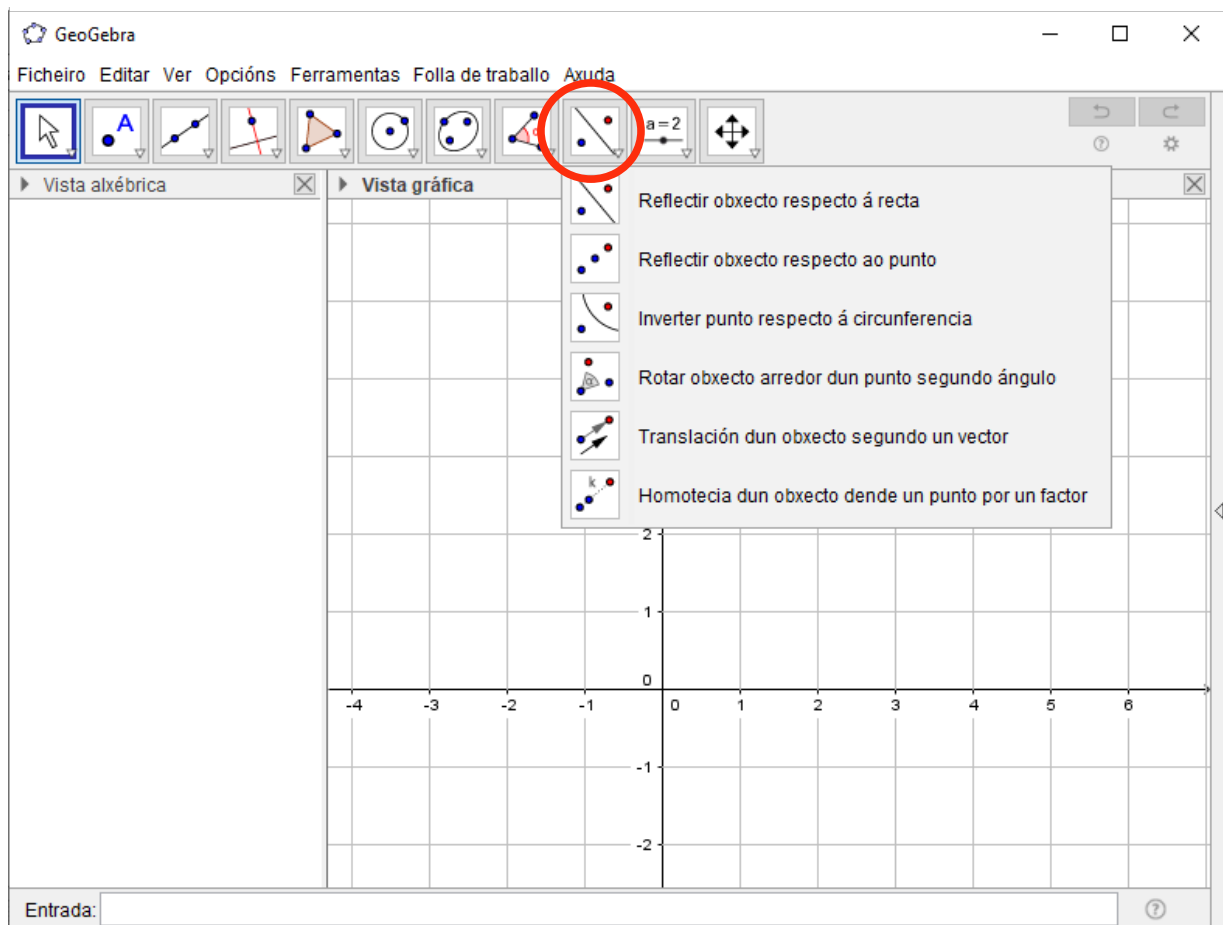 GeoGebra
Ficheiro Editar Ver Opcións Ferramentas Folla de traballo Axuda
A
α
a=2
Vista alxébrica
Vista gráfica
Reflectir obxecto respecto á recta
Reflectir obxecto respecto ao punto
Inverter punto respecto á circunferencia
α
Rotar obxecto arredor dun punto segundo ángulo
Translación dun obxecto segundo un vector
k
Homotecia dun obxecto dende un punto por un factor
2
1
0
-4 -3 -2 -1 0 1 2 3 4 5 6
-1
-2
Entrada: